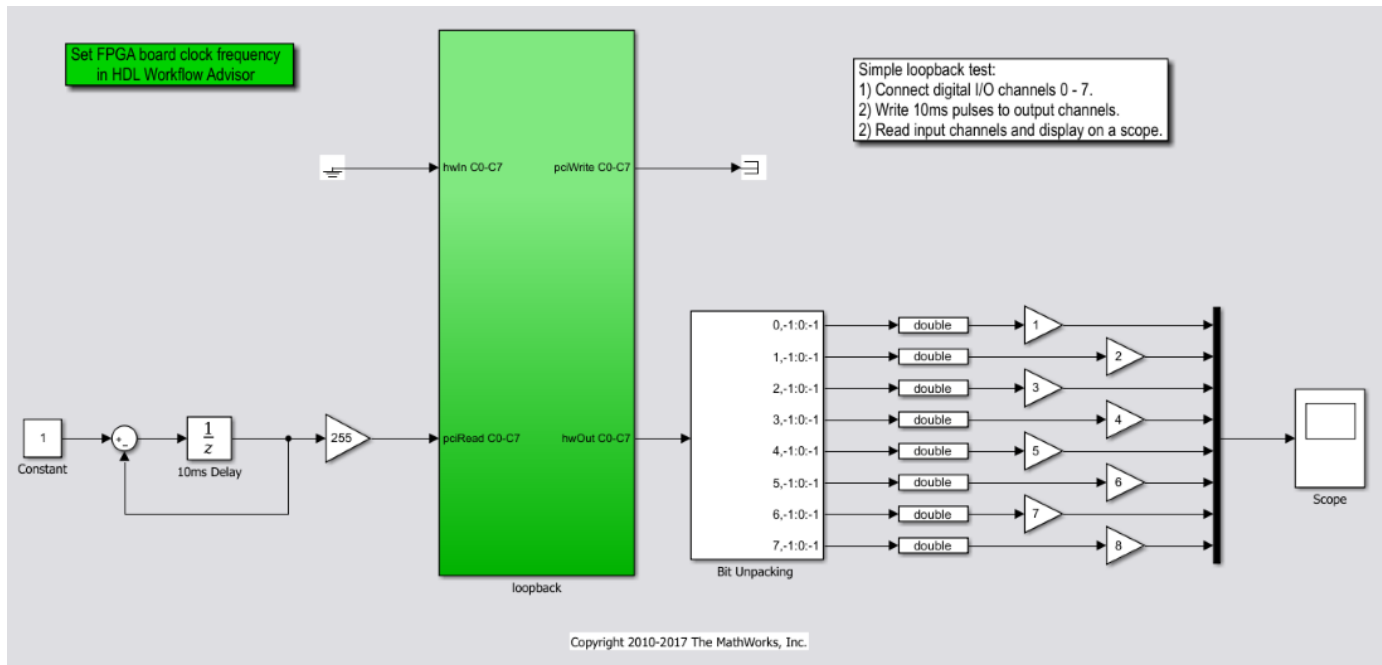 Set FPGA board clock frequency
in HDL Workflow Advisor
Simple loopback test:
1) Connect digital I/O channels 0 - 7.
2) Write 10ms pulses to output channels.
2) Read input channels and display on a scope.
hwIn C0-C7
pciWrite C0-C7
1
Constant
+
-
1
z
10ms Delay
255
pciRead C0-C7
hwOut C0-C7
loopback
0,-1:0:-1
double
1
1,-1:0:-1
double
2
2,-1:0:-1
double
3
3,-1:0:-1
double
4
4,-1:0:-1
double
5
5,-1:0:-1
double
6
6,-1:0:-1
double
7
7,-1:0:-1
double
8
Bit Unpacking
Scope
Copyright 2010-2017 The MathWorks, Inc.